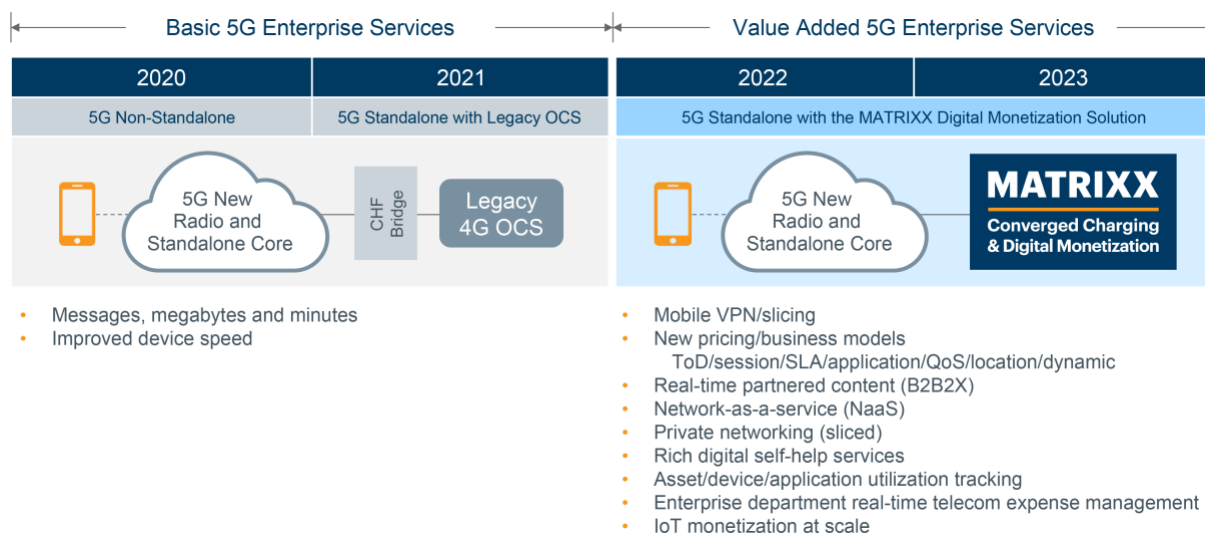 Basic 5G Enterprise Services
Value Added 5G Enterprise Services
2020
2021
2022
2023
5G Non-Standalone
5G Standalone with Legacy OCS
5G Standalone with the MATRIXX Digital Monetization Solution
5G New
Radio and
Standalone Core
CHF
Bridge
Legacy
4G OCS
5G New
Radio and
Standalone Core
MATRIXX
Converged Charging
& Digital Monetization
• Messages, megabytes and minutes
• Improved device speed
• Mobile VPN/slicing
• New pricing/business models
ToD/session/SLA/application/QoS/location/dynamic
• Real-time partnered content (B2B2X)
• Network-as-a-service (NaaS)
• Private networking (sliced)
• Rich digital self-help services
• Asset/device/application utilization tracking
• Enterprise department real-time telecom expense management
• IoT monetization at scale